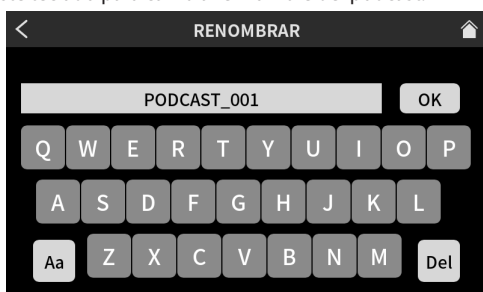 RENOMBRAR
PODCAST_001 OK
Q W E R T Y U I O P
A S D F G H J K L
Aa Z X C V B N M Del